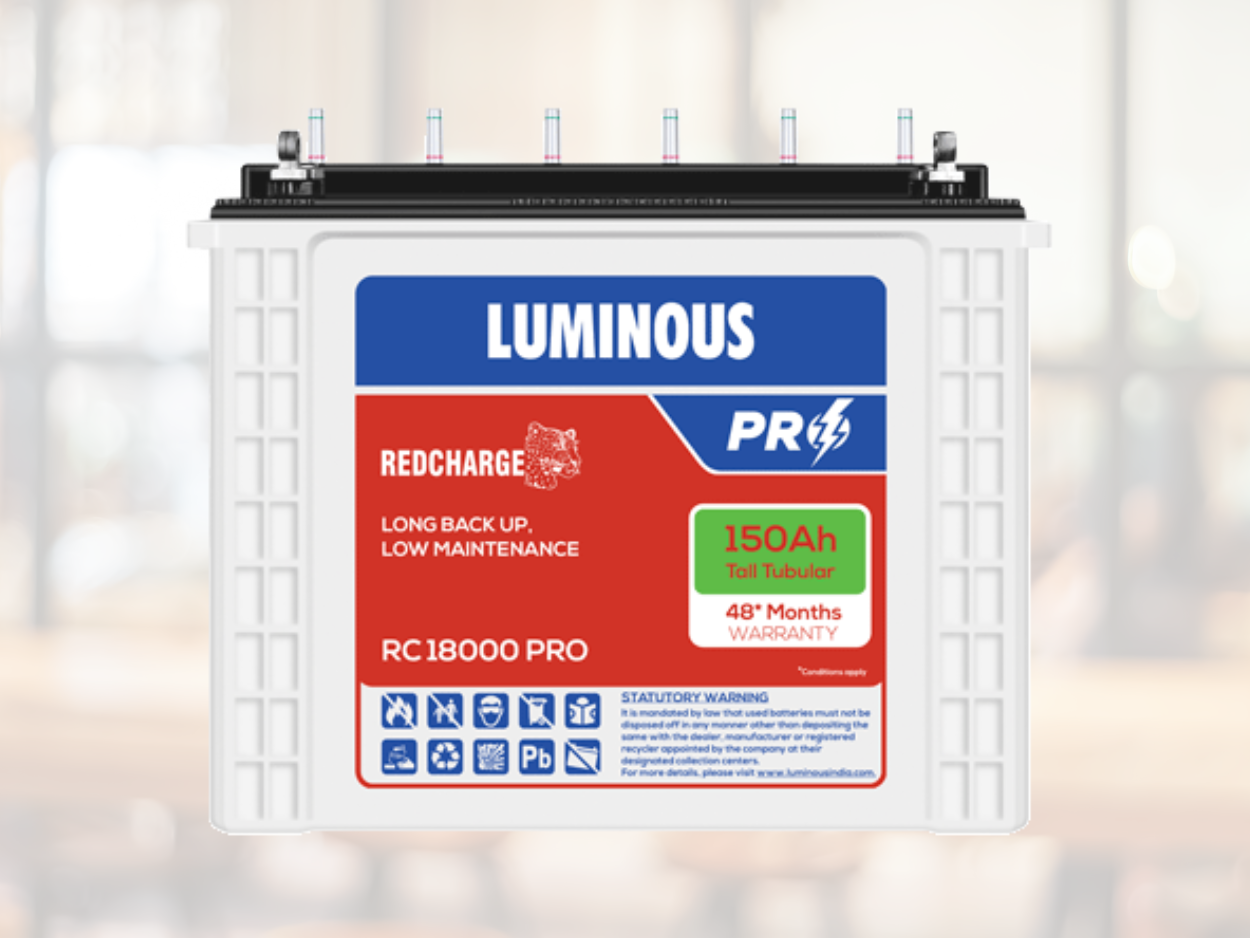 LUMINOUS
PRO
REDCHARGE
LONG BACK UP,
LOW MAINTENANCE
150Ah
Tall Tubular
48* Months
WARRANTY
RC 18000 PRO
*Conditions apply
STATUTORY WARNING
It is mandated by law that used batteries must not be
disposed off in any manner other than depositing the
same with the dealer, manufacturer or registered
recycler appointed by the company at their
designated collection centers.
For more details, please visit www.luminousindia.com.
Pb